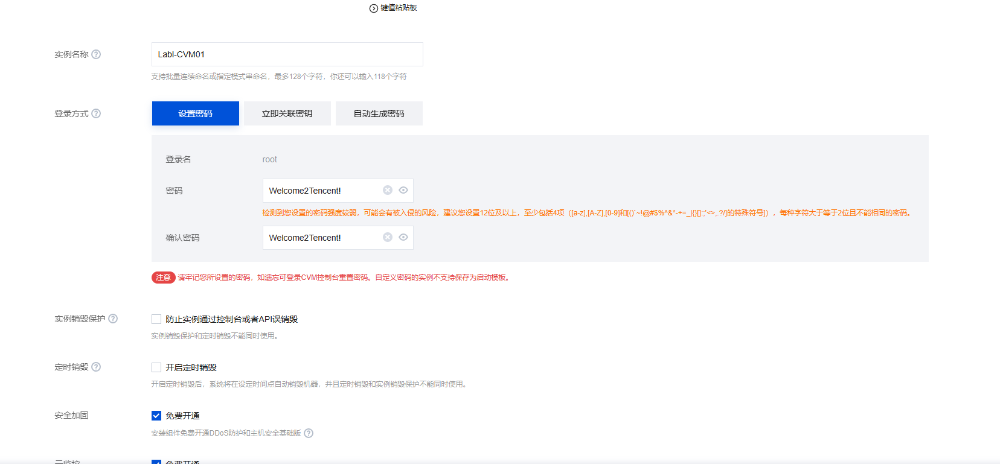 键值粘贴板
实例名称
Labl-CVM01
支持批量连续命名或指定模式串命名，最多128个字符，你还可以输入118个字符
登录方式
设置密码 立即关联密钥 自动生成密码
登录名 root
密码 Welcome2Tencent!
检测到您设置的密码强度较弱，可能会有被入侵的风险，建议您设置12位及以上，至少包括4项（[a-z],[A-Z],[0-9]和[()`~!@#$%^&*-+=_|{}[]:;'<>,.?/]的特殊符号]），每种字符大于等于2位且不能相同的密码。
确认密码 Welcome2Tencent!
注意 请牢记您所设置的密码，如遗忘可登录CVM控制台重置密码。自定义密码的实例不支持保存为启动模板。
实例销毁保护 防止实例通过控制台或者API误销毁
实例销毁保护和定时销毁不能同时使用。
定时销毁 开启定时销毁
开启定时销毁后，系统将在设定时间点自动销毁机器，并且定时销毁和实例销毁保护不能同时使用。
安全加固 免费开通
安装组件免费开通DDoS防护和主机安全基础版
云监控 免费开通